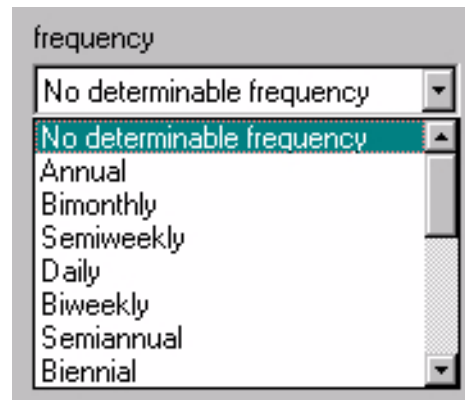 frequency
No determinable frequency
No determinable frequency
Annual
Bimonthly
Semiweekly
Daily
Biweekly
Semiannual
Biennial